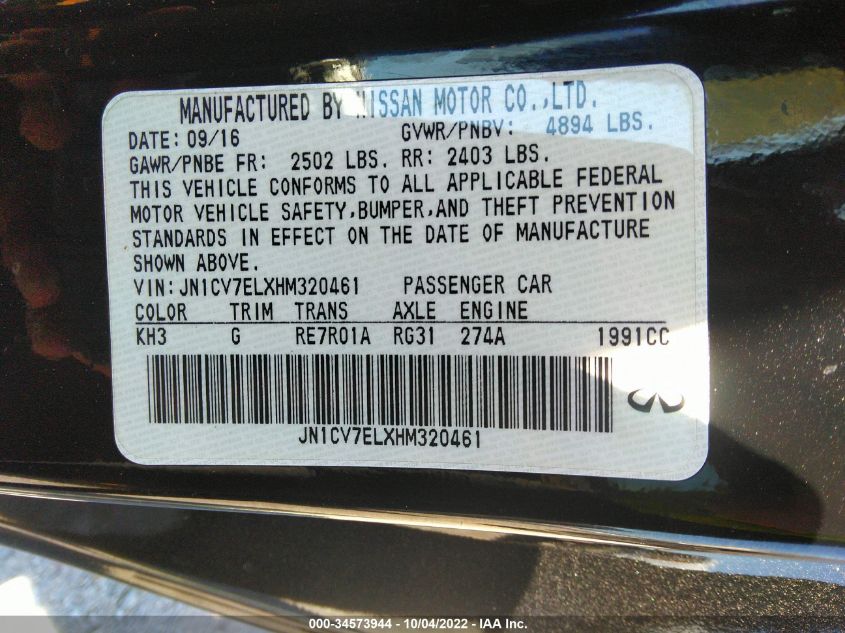 MANUFACTURED BY NISSAN MOTOR CO.,LTD.
DATE: 09/16 GVWR/PNBV: 4894 LBS.
GAWR/PNBE FR: 2502 LBS. RR: 2403 LBS.
THIS VEHICLE CONFORMS TO ALL APPLICABLE FEDERAL
MOTOR VEHICLE SAFETY,BUMPER,AND THEFT PREVENTION
STANDARDS IN EFFECT ON THE DATE OF MANUFACTURE
SHOWN ABOVE.
VIN:JN1CV7ELXHM320461 PASSENGER CAR
COLOR TRIM TRANS AXLE ENGINE
KH3 G RE7R01A RG31 274A 1991CC
JN1CV7ELXHM320461
000-34573944 - 10/04/2022 - IAA Inc.